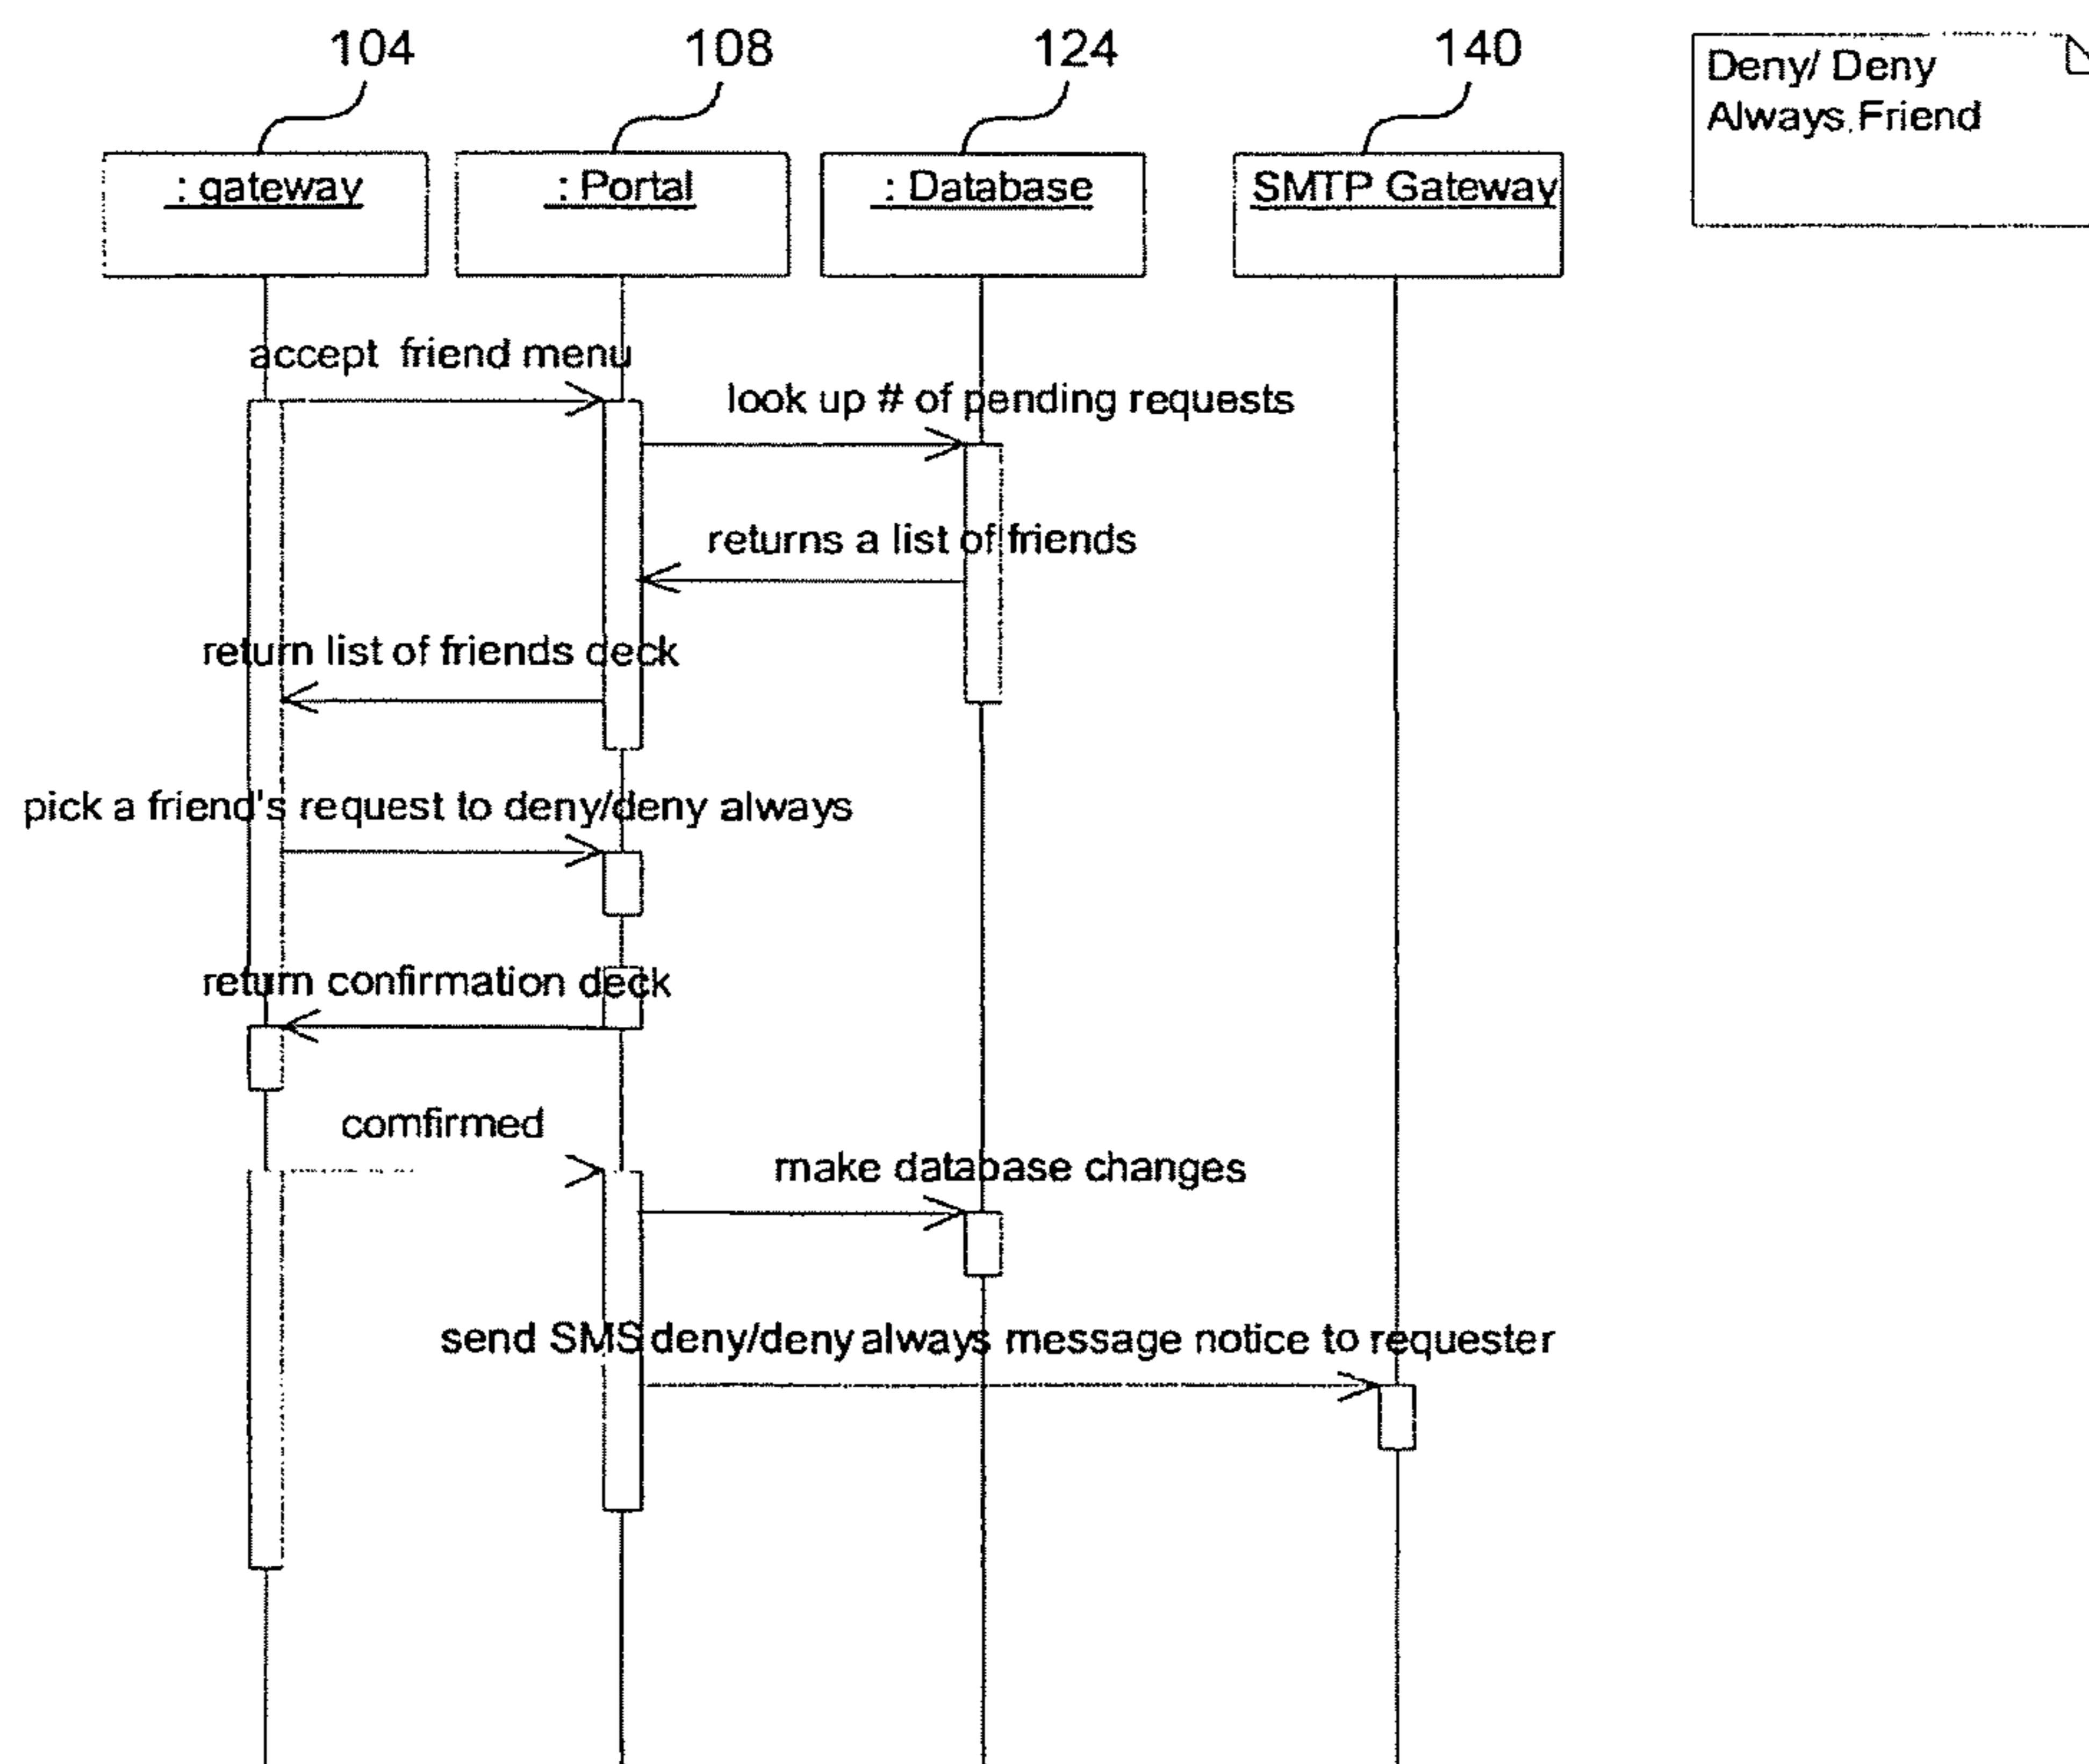 104
108
124
140
Deny/ Deny
Always Friend
: gateway
: Portal
: Database
SMTP Gateway
accept friend menu
look up # of pending requests
returns a list of friends
return list of friends deck
pick a friend's request to deny/deny always
return confirmation deck
comfirmed
make database changes
send SMS deny/deny always message notice to requester